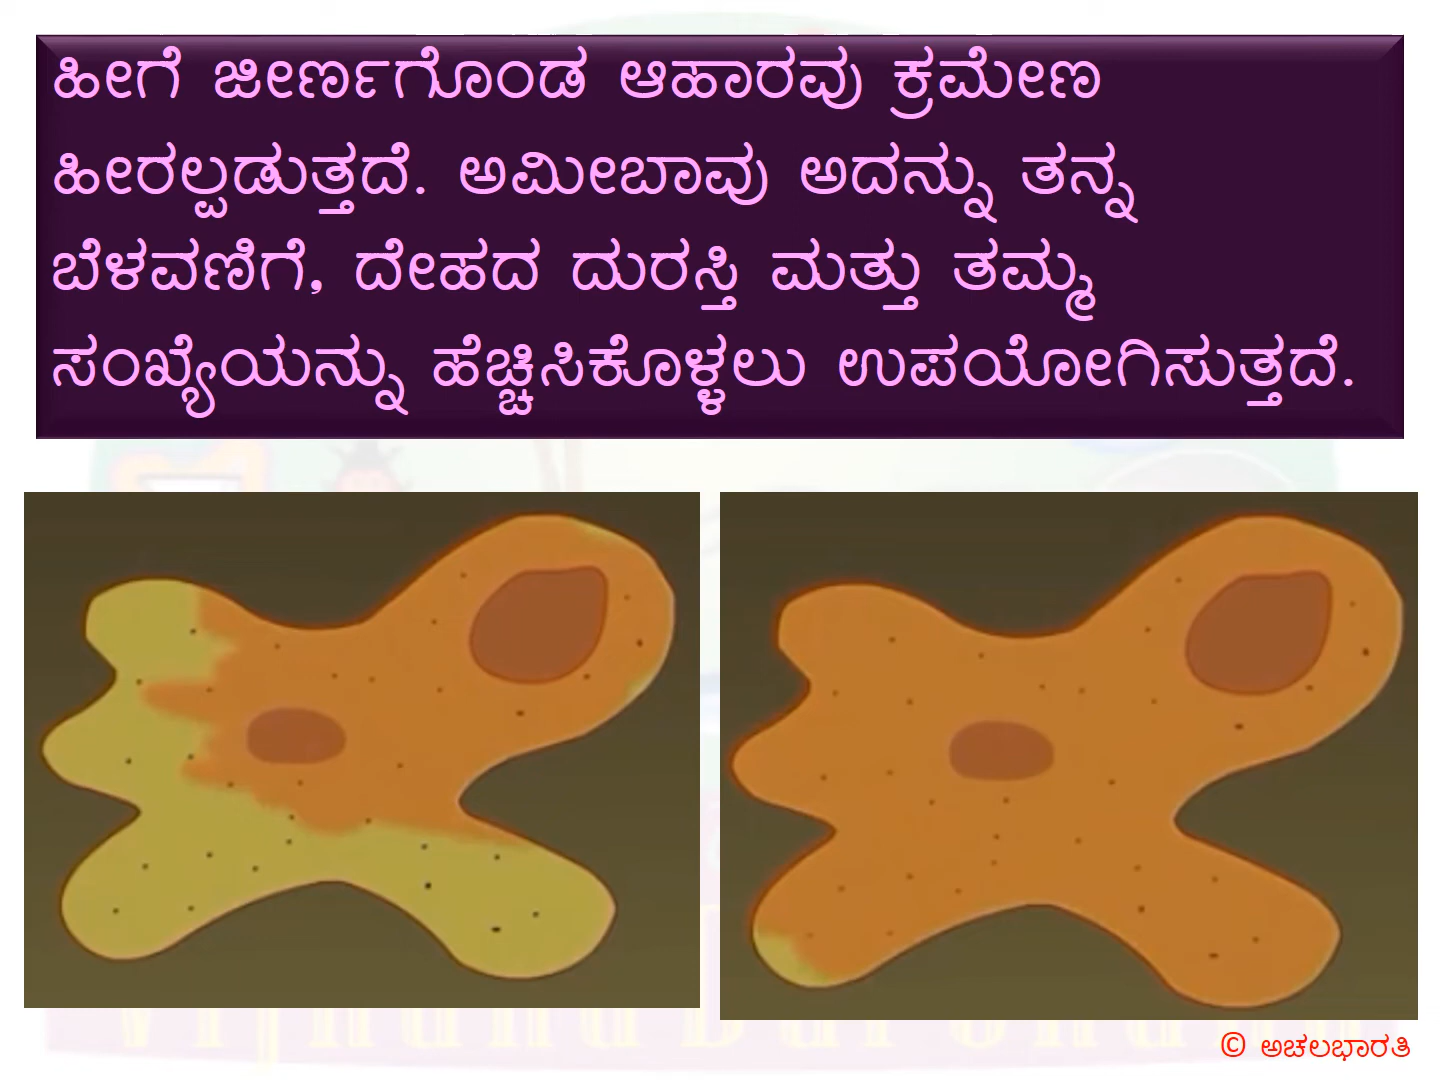 ಹೀಗೆ ಜೀರ್ಣಗೊಂಡ ಆಹಾರವು ಕ್ರಮೇಣ
ಹೀರಲ್ಪಡುತ್ತದೆ. ಅಮೀಬಾವು ಅದನ್ನು ತನ್ನ
ಬೆಳವಣಿಗೆ, ದೇಹದ ದುರಸ್ತಿ ಮತ್ತು ತಮ್ಮ
ಸಂಖ್ಯೆಯನ್ನು ಹೆಚ್ಚಿಸಿಕೊಳ್ಳಲು ಉಪಯೋಗಿಸುತ್ತದೆ.
© ಅಚಲಭಾರತಿ